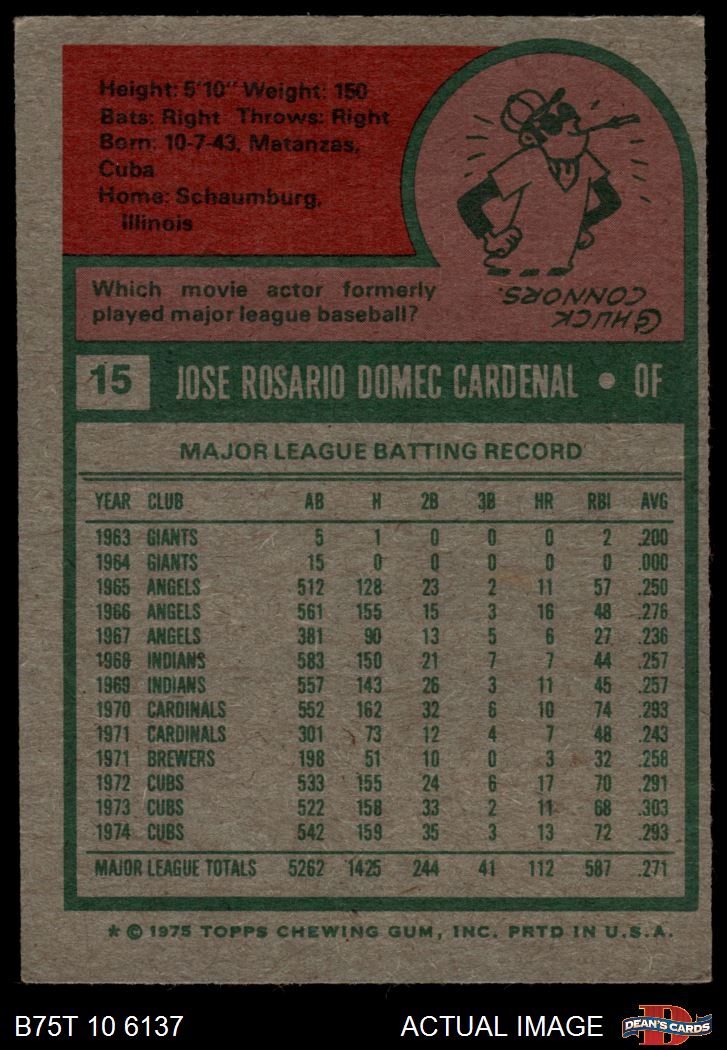 Height: 5'10" Weight: 150
Bats: Right Throws: Right
Born: 10-7-43, Matanzas,
Cuba
Home: Schaumburg,
Illinois
Which movie actor formerly
played major league baseball?
CHUCK
CONNORS.
15 JOSE ROSARIO DOMEC CARDENAL • OF
MAJOR LEAGUE BATTING RECORD
YEAR CLUB AB H 2B 3B HR RBI AVG
1963 GIANTS 5 1 0 0 0 2 .200
1964 GIANTS 15 0 0 0 0 0 .000
1965 ANGELS 512 128 23 2 11 57 .250
1966 ANGELS 561 155 15 3 16 48 .276
1967 ANGELS 381 90 13 5 6 27 .236
1968 INDIANS 583 150 21 7 7 44 .257
1969 INDIANS 557 143 26 3 11 45 .257
1970 CARDINALS 552 162 32 6 10 74 .293
1971 CARDINALS 301 73 12 4 7 48 .243
1971 BREWERS 198 51 10 0 3 32 .258
1972 CUBS 533 155 24 6 17 70 .291
1973 CUBS 522 158 33 2 11 68 .303
1974 CUBS 542 159 35 3 13 72 .293
MAJOR LEAGUE TOTALS 5262 1425 244 41 112 587 .271
* © 1975 TOPPS CHEWING GUM, INC. PRTD IN U.S.A.
B75T 10 6137 ACTUAL IMAGE D DEAN'S CARDS